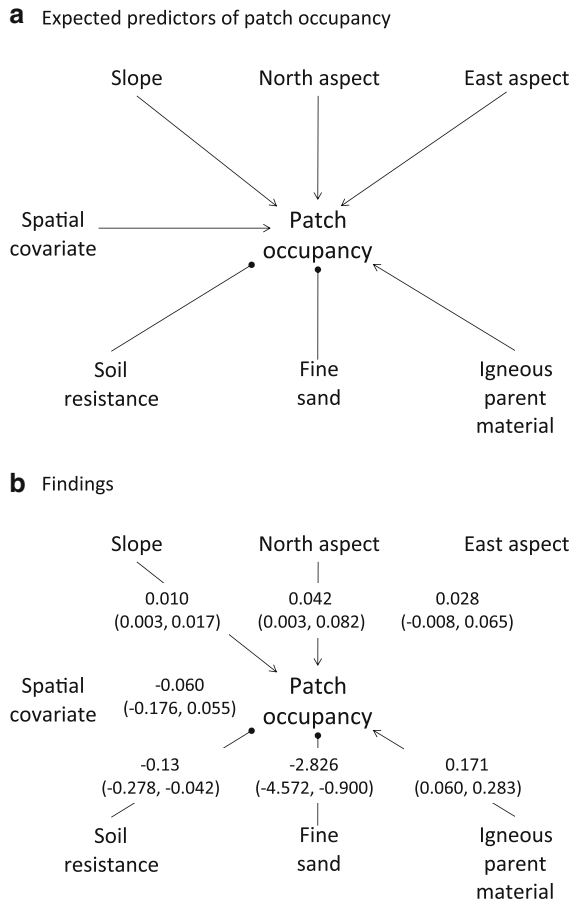 a Expected predictors of patch occupancy
Slope North aspect East aspect
Spatial
covariate
Patch
occupancy
Soil
resistance
Fine
sand
Igneous
parent
material
b Findings
Slope North aspect East aspect
0.010
(0.003, 0.017)
0.042
(0.003, 0.082)
0.028
(-0.008, 0.065)
Spatial
covariate
-0.060
(-0.176, 0.055)
Patch
occupancy
-0.13
(-0.278, -0.042)
-2.826
(-4.572, -0.900)
0.171
(0.060, 0.283)
Soil
resistance
Fine
sand
Igneous
parent
material